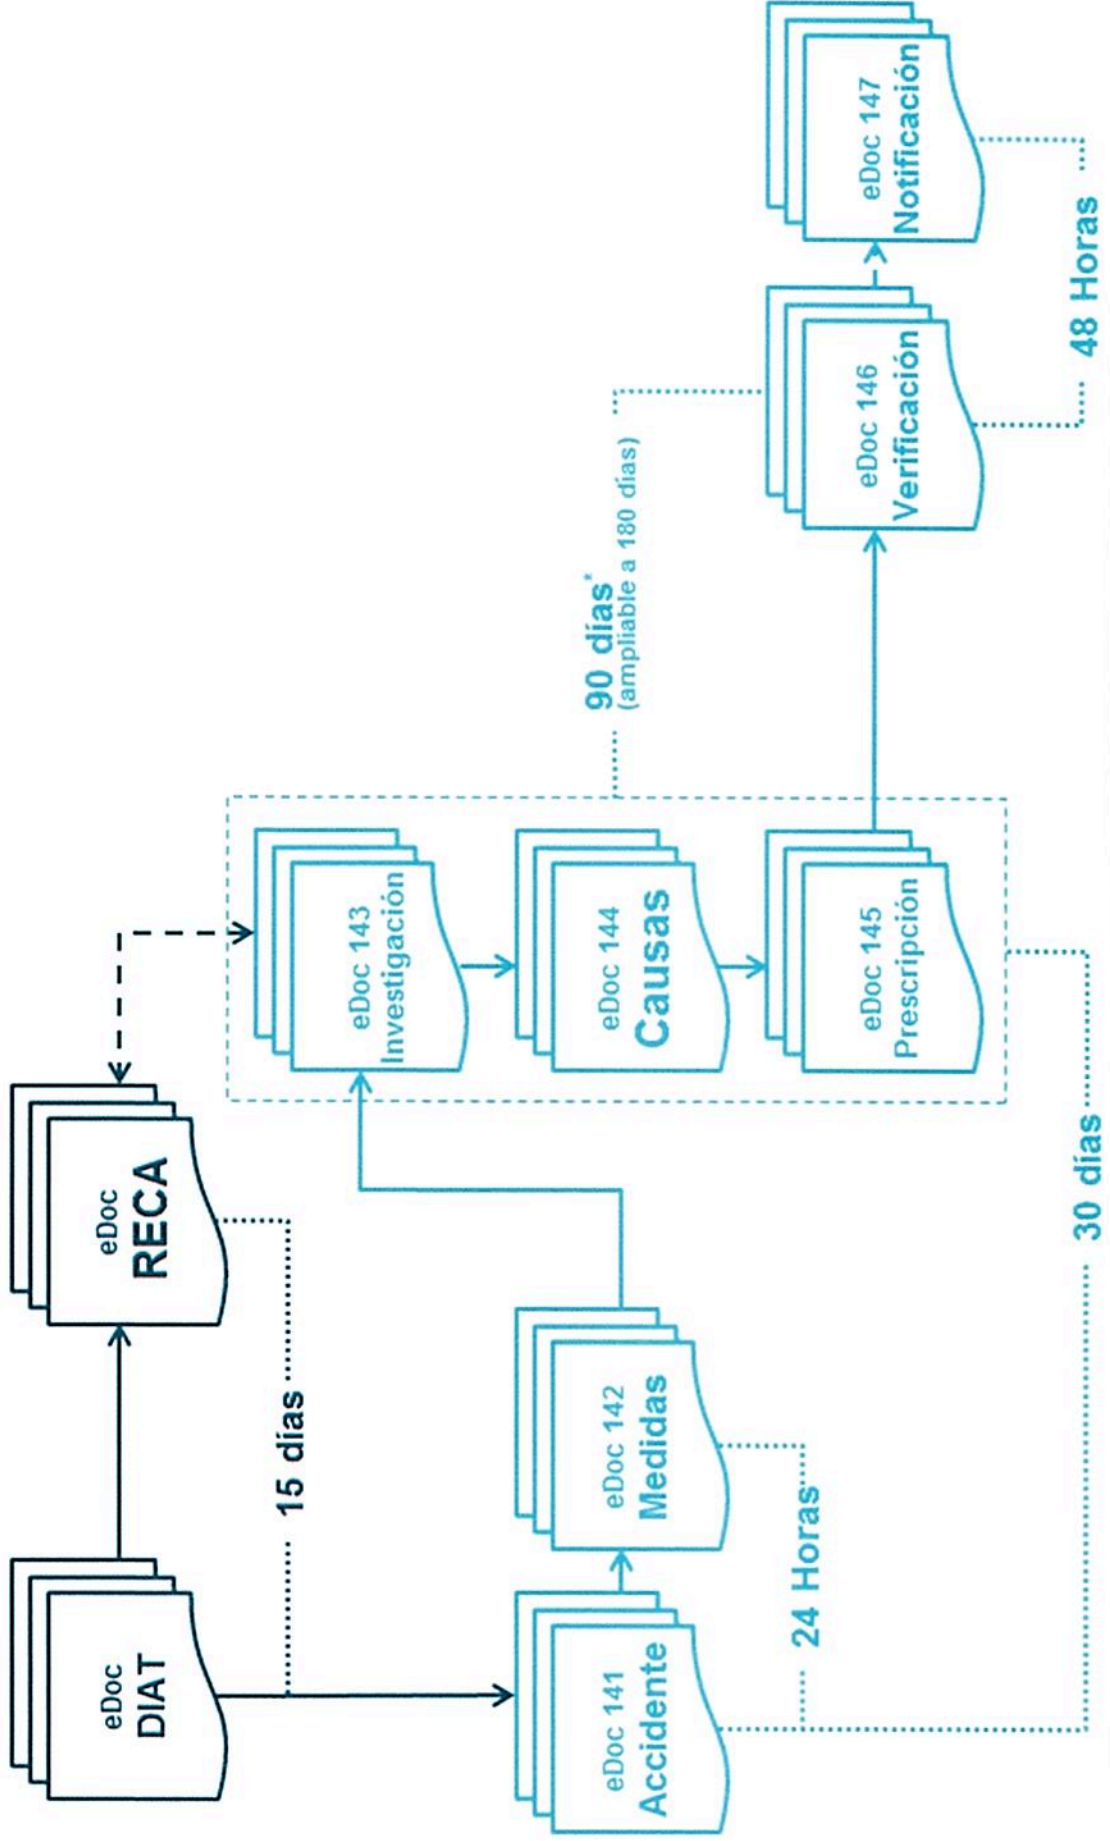 eDoc
DIAT
eDoc
RECA
15 días
eDoc 141
Accidente
eDoc 142
Medidas
24 Horas
eDoc 143
Investigación
eDoc 144
Causas
eDoc 145
Prescripción
30 días
90 días*
(ampliable a 180 días)
eDoc 146
Verificación
eDoc 147
Notificación
48 Horas